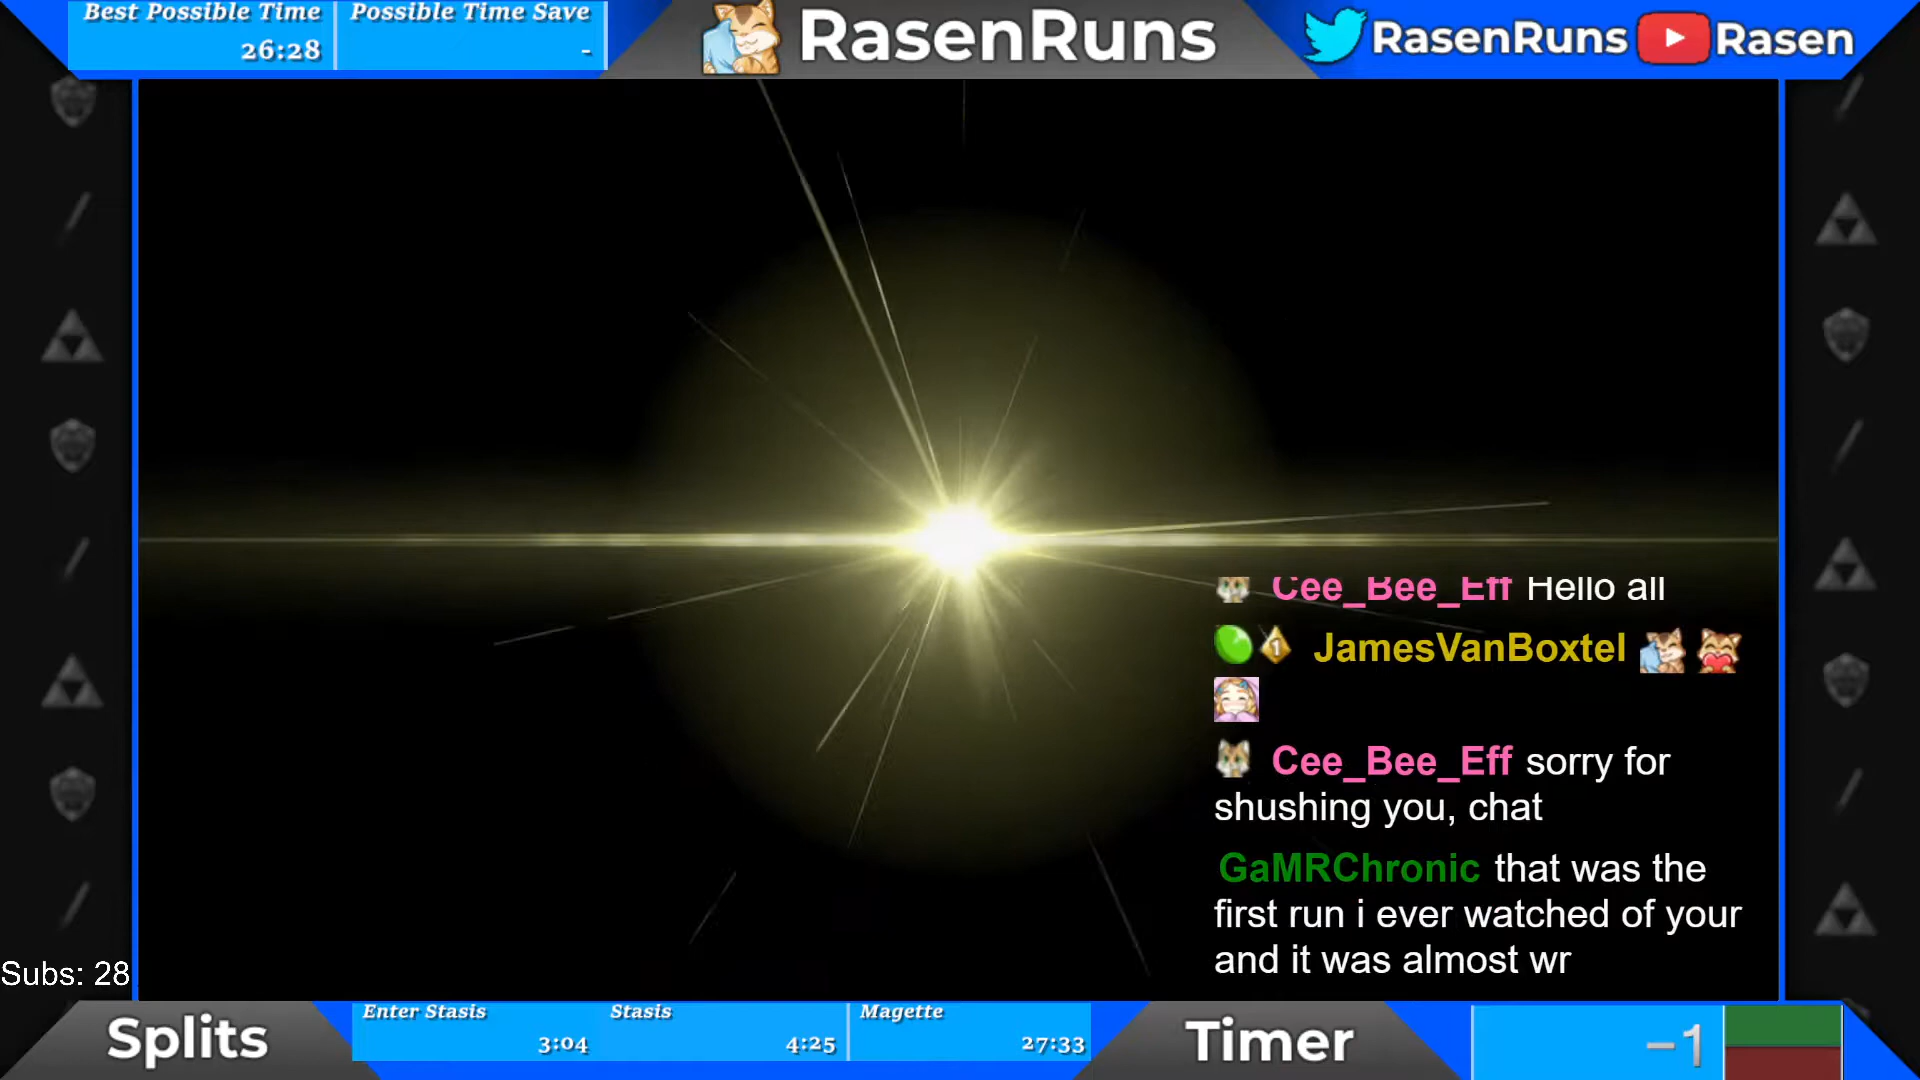 Best Possible Time
26:28
Possible Time Save
-
RasenRuns
RasenRuns
Rasen
Cee_Bee_Eff Hello all
JamesVanBoxtel
Cee_Bee_Eff sorry for
shushing you, chat
GaMRChronic that was the
first run i ever watched of your
and it was almost wr
Subs: 28
Splits
Enter Stasis
3:04
Stasis
4:25
Magette
27:33
Timer
-1